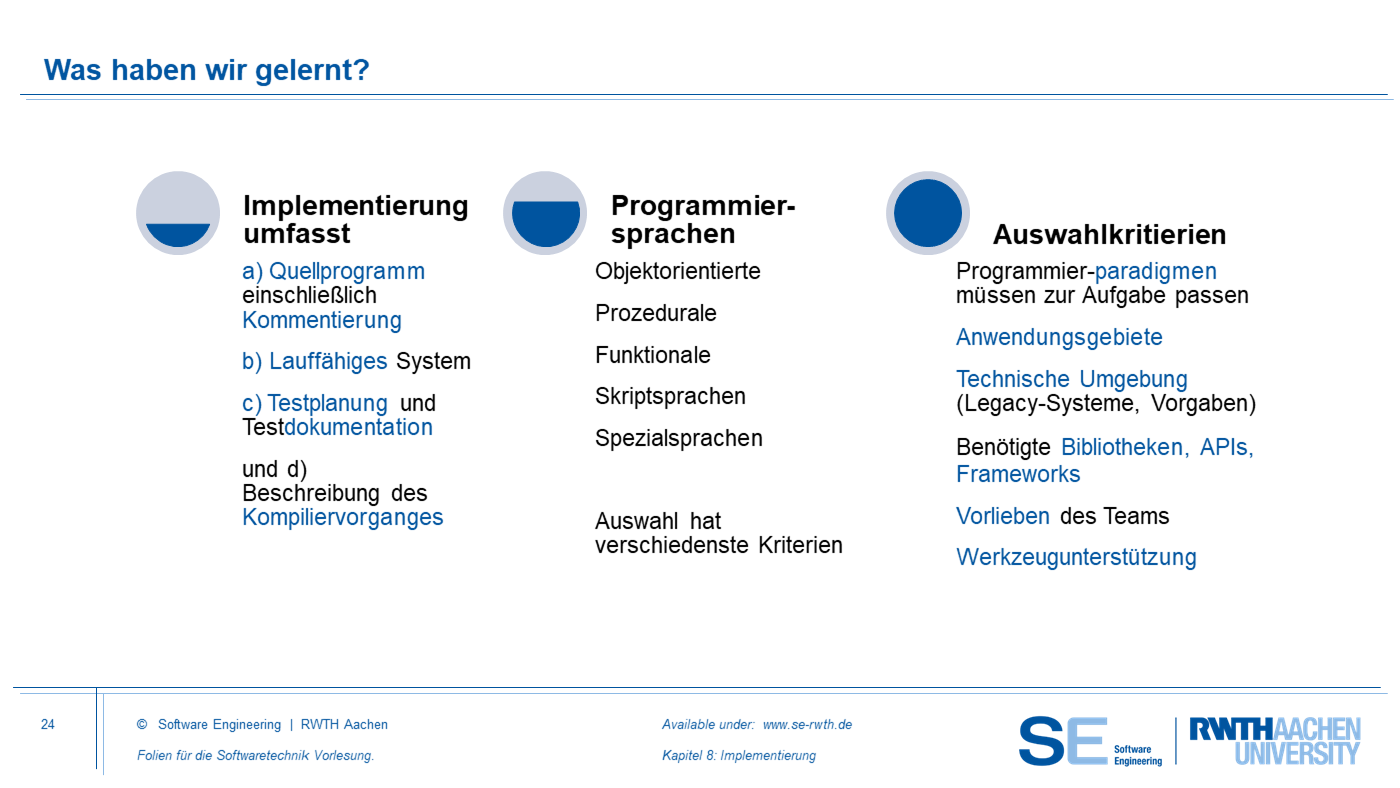 Was haben wir gelernt?
Implementierung
umfasst
a) Quellprogramm
einschließlich
Kommentierung
b) Lauffähiges System
c) Testplanung und
Testdokumentation
und d)
Beschreibung des
Kompiliervorganges
Programmier-
sprachen
Objektorientierte
Prozedurale
Funktionale
Skriptsprachen
Spezialsprachen
Auswahl hat
verschiedenste Kriterien
Auswahlkritierien
Programmier-paradigmen
müssen zur Aufgabe passen
Anwendungsgebiete
Technische Umgebung
(Legacy-Systeme, Vorgaben)
Benötigte Bibliotheken, APIs,
Frameworks
Vorlieben des Teams
Werkzeugunterstützung
24
© Software Engineering | RWTH Aachen
Folien für die Softwaretechnik Vorlesung.
Available under: www.se-rwth.de
Kapitel 8: Implementierung
SE Software
Engineering
RWTHAACHEN
UNIVERSITY